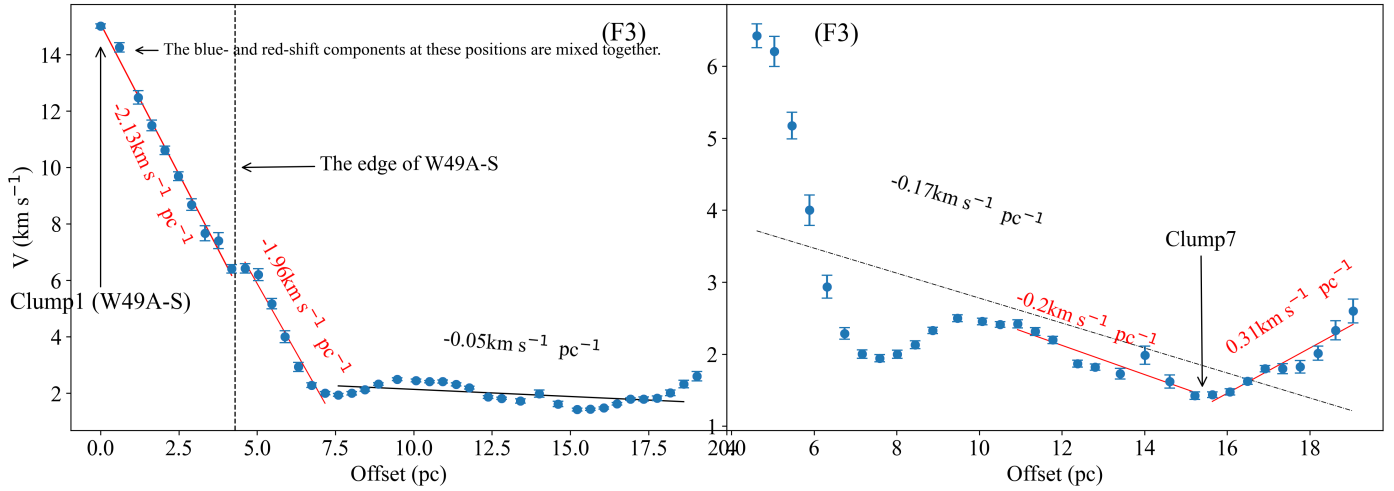 (F3)
The blue- and red-shift components at these positions are mixed together.
-2.13km s⁻¹ pc⁻¹
The edge of W49A-S
-1.96km s⁻¹ pc⁻¹
Clump1 (W49A-S)
-0.05km s⁻¹ pc⁻¹
V (km s⁻¹)
14
12
10
8
6
4
2
0.0 2.5 5.0 7.5 10.0 12.5 15.0 17.5 20.0
Offset (pc)
(F3)
-0.17km s⁻¹ pc⁻¹
Clump7
-0.2km s⁻¹ pc⁻¹
0.31km s⁻¹ pc⁻¹
6
5
4
3
2
1
4 6 8 10 12 14 16 18
Offset (pc)